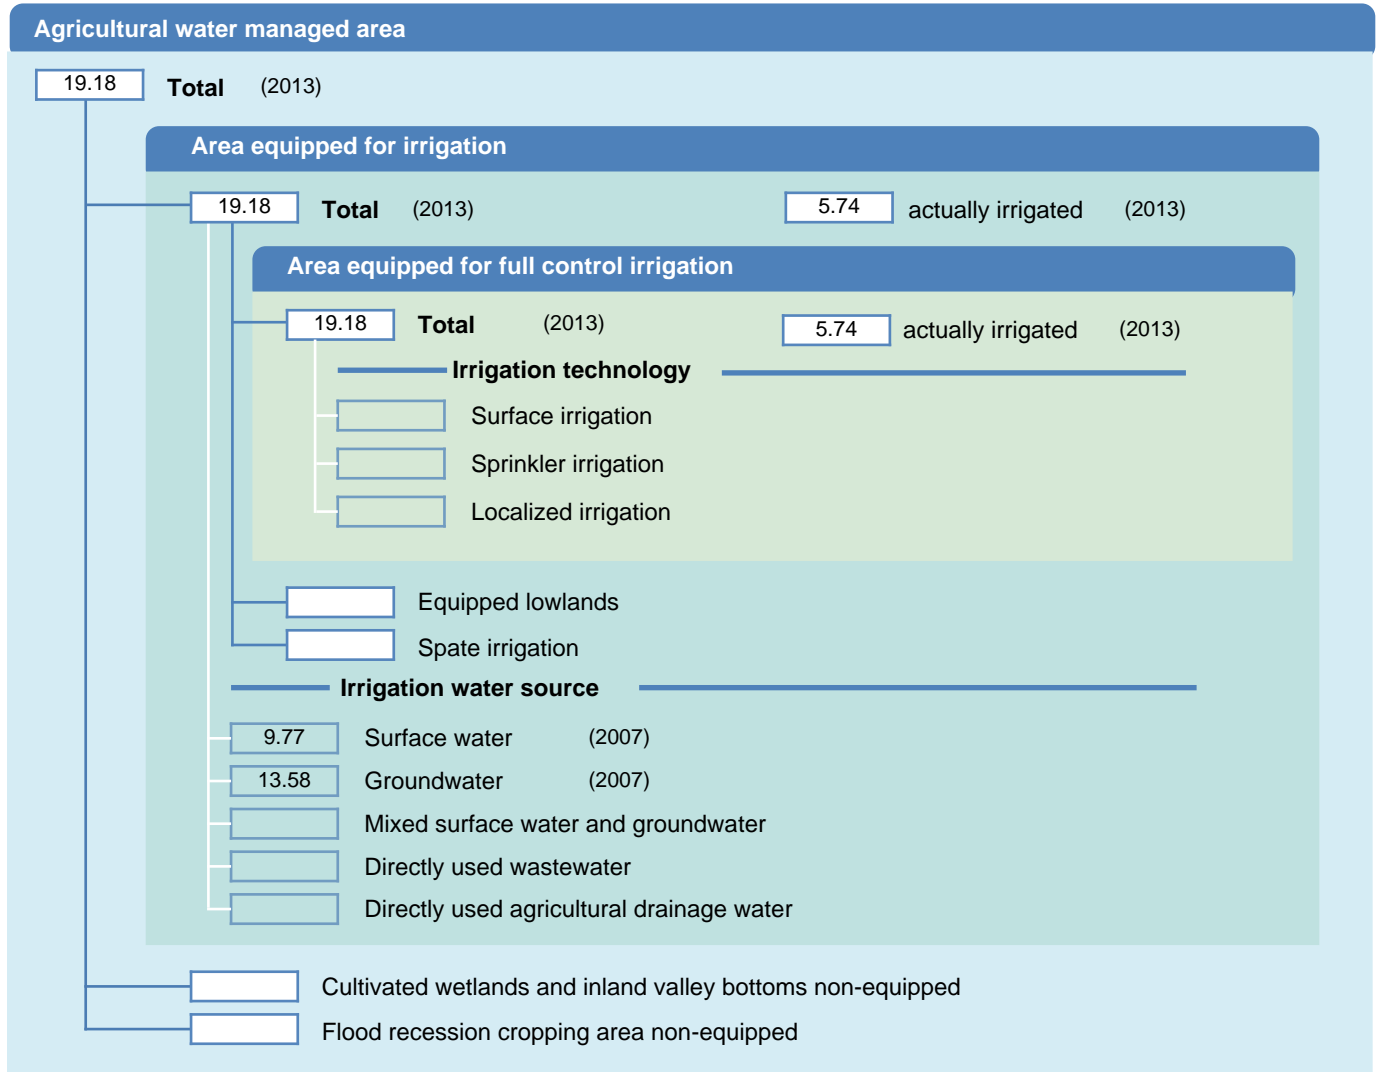 Agricultural water managed area
19.18 Total (2013)
Area equipped for irrigation
19.18 Total (2013) 5.74 actually irrigated (2013)
Area equipped for full control irrigation
19.18 Total (2013) 5.74 actually irrigated (2013)
Irrigation technology
Surface irrigation
Sprinkler irrigation
Localized irrigation
Equipped lowlands
Spate irrigation
Irrigation water source
9.77 Surface water (2007)
13.58 Groundwater (2007)
Mixed surface water and groundwater
Directly used wastewater
Directly used agricultural drainage water
Cultivated wetlands and inland valley bottoms non-equipped
Flood recession cropping area non-equipped